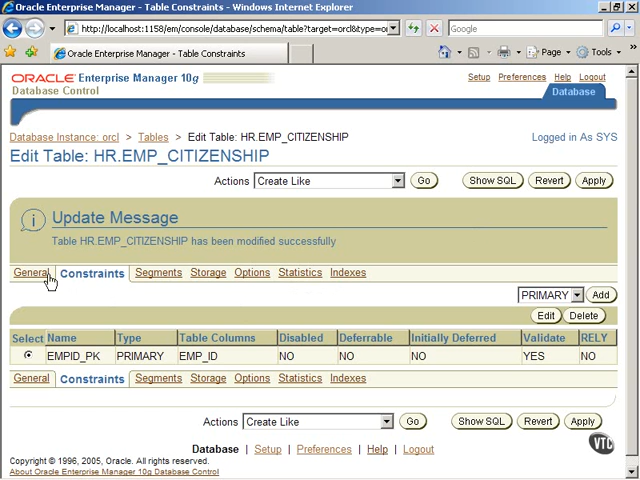 Oracle Enterprise Manager - Table Constraints - Windows Internet Explorer
http://localhost:1158/em/console/database/schema/table?target=orcl&type=or
Google
Oracle Enterprise Manager - Table Constraints
Page Tools
ORACLE Enterprise Manager 10g
Database Control
Setup Preferences Help Logout
Database
Database Instance: orcl > Tables > Edit Table: HR.EMP_CITIZENSHIP
Logged in As SYS
Edit Table: HR.EMP_CITIZENSHIP
Actions Create Like Go Show SQL Revert Apply
Update Message
Table HR.EMP_CITIZENSHIP has been modified successfully
General Constraints Segments Storage Options Statistics Indexes
PRIMARY Add
Edit Delete
Select Name Type Table Columns Disabled Deferrable Initially Deferred Validate RELY
EMPID_PK PRIMARY EMP_ID NO NO NO YES NO
General Constraints Segments Storage Options Statistics Indexes
Actions Create Like Go Show SQL Revert Apply
VTC
Database | Setup | Preferences | Help | Logout
Copyright © 1996, 2005, Oracle. All rights reserved.
About Oracle Enterprise Manager 10g Database Control